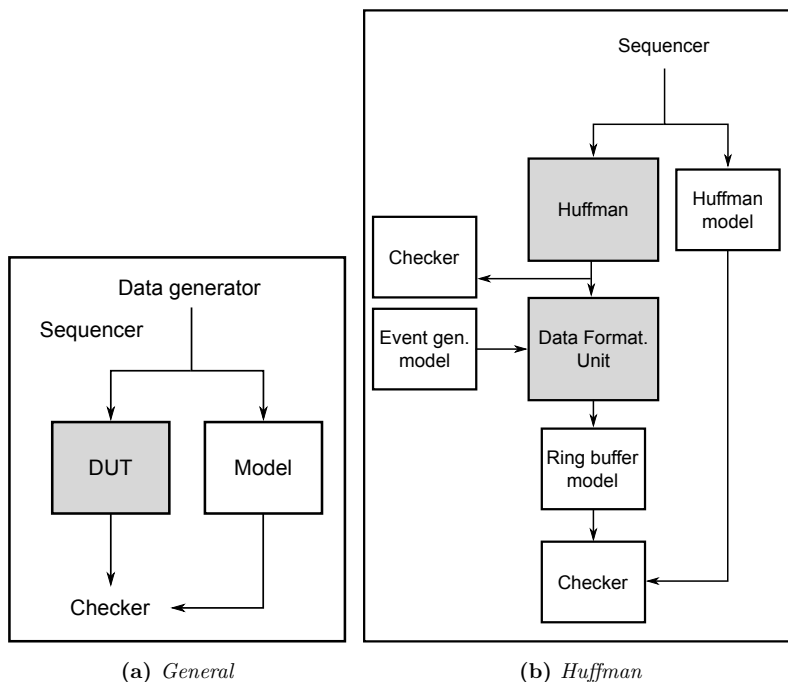 Data generator
Sequencer
DUT
Model
Checker
(a) General
Sequencer
Huffman
Huffman
model
Checker
Event gen.
model
Data Format.
Unit
Ring buffer
model
Checker
(b) Huffman